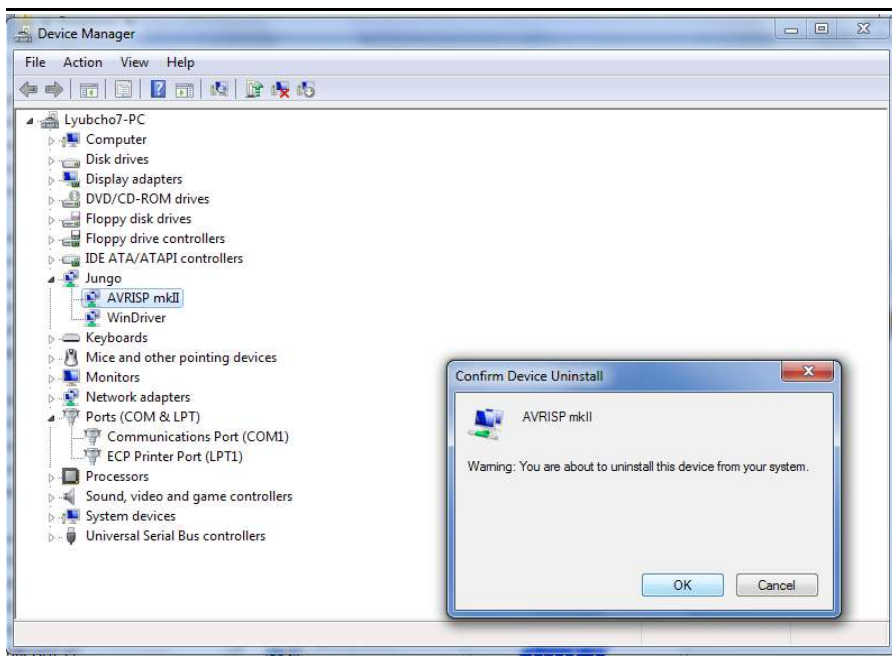 Device Manager
File Action View Help
Lyubcho7-PC
Computer
Disk drives
Display adapters
DVD/CD-ROM drives
Floppy disk drives
Floppy drive controllers
IDE ATA/ATAPI controllers
Jungo
AVRISP mkII
WinDriver
Keyboards
Mice and other pointing devices
Monitors
Network adapters
Ports (COM & LPT)
Communications Port (COM1)
ECP Printer Port (LPT1)
Processors
Sound, video and game controllers
System devices
Universal Serial Bus controllers
Confirm Device Uninstall
AVRISP mkII
Warning: You are about to uninstall this device from your system.
OK Cancel